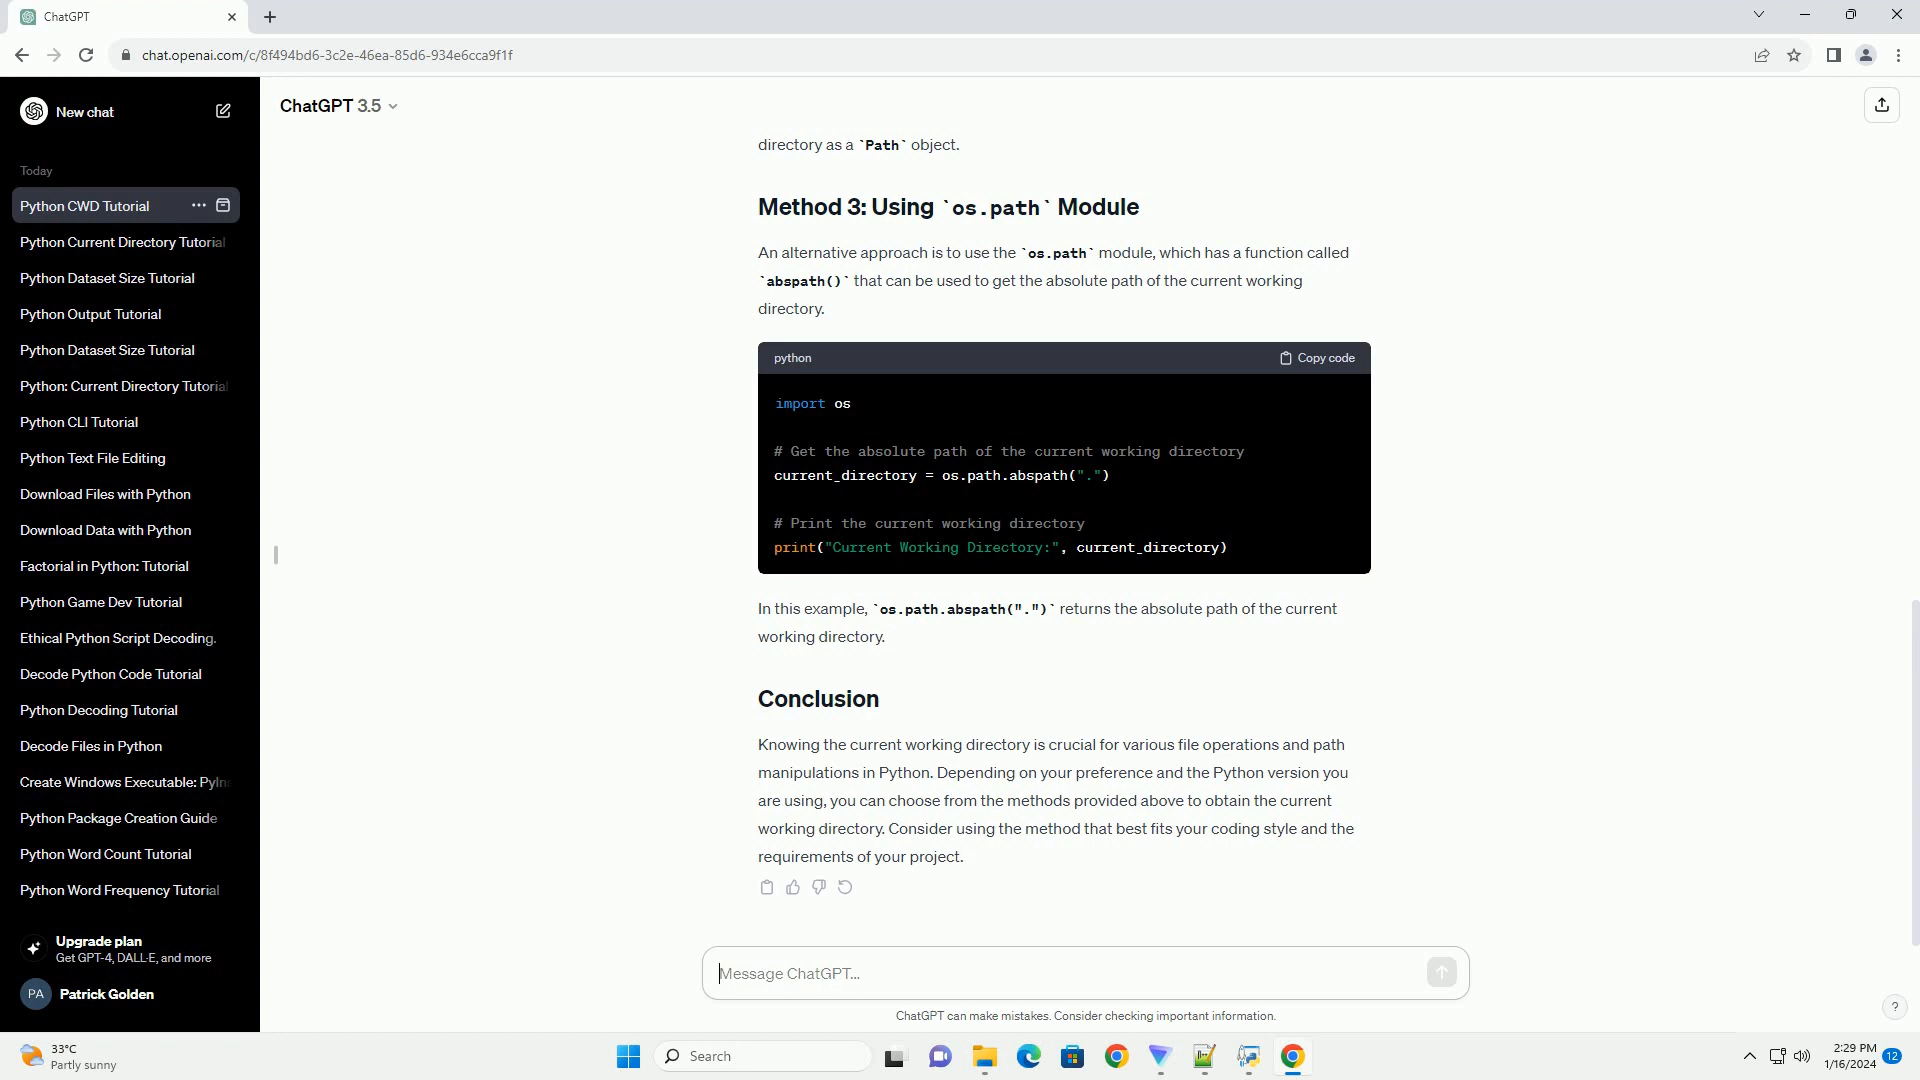 ChatGPT
chat.openai.com/c/8f494bd6-3c2e-46ea-85d6-934e6cca9f1f
New chat
Today
Python CWD Tutorial
Python Current Directory Tutorial
Python Dataset Size Tutorial
Python Output Tutorial
Python Dataset Size Tutorial
Python: Current Directory Tutorial
Python CLI Tutorial
Python Text File Editing
Download Files with Python
Download Data with Python
Factorial in Python: Tutorial
Python Game Dev Tutorial
Ethical Python Script Decoding.
Decode Python Code Tutorial
Python Decoding Tutorial
Decode Files in Python
Create Windows Executable: PyIn
Python Package Creation Guide
Python Word Count Tutorial
Python Word Frequency Tutorial
Upgrade plan
Get GPT-4, DALL·E, and more
PA Patrick Golden
ChatGPT 3.5
directory as a `Path` object.
Method 3: Using `os.path` Module
An alternative approach is to use the `os.path` module, which has a function called
`abspath()` that can be used to get the absolute path of the current working
directory.
python Copy code
import os
# Get the absolute path of the current working directory
current_directory = os.path.abspath(".")
# Print the current working directory
print("Current Working Directory:", current_directory)
In this example, `os.path.abspath(".")` returns the absolute path of the current
working directory.
Conclusion
Knowing the current working directory is crucial for various file operations and path
manipulations in Python. Depending on your preference and the Python version you
are using, you can choose from the methods provided above to obtain the current
working directory. Consider using the method that best fits your coding style and the
requirements of your project.
Message ChatGPT...
ChatGPT can make mistakes. Consider checking important information.
?
33°C
Partly sunny
Search
2:29 PM
1/16/2024
12